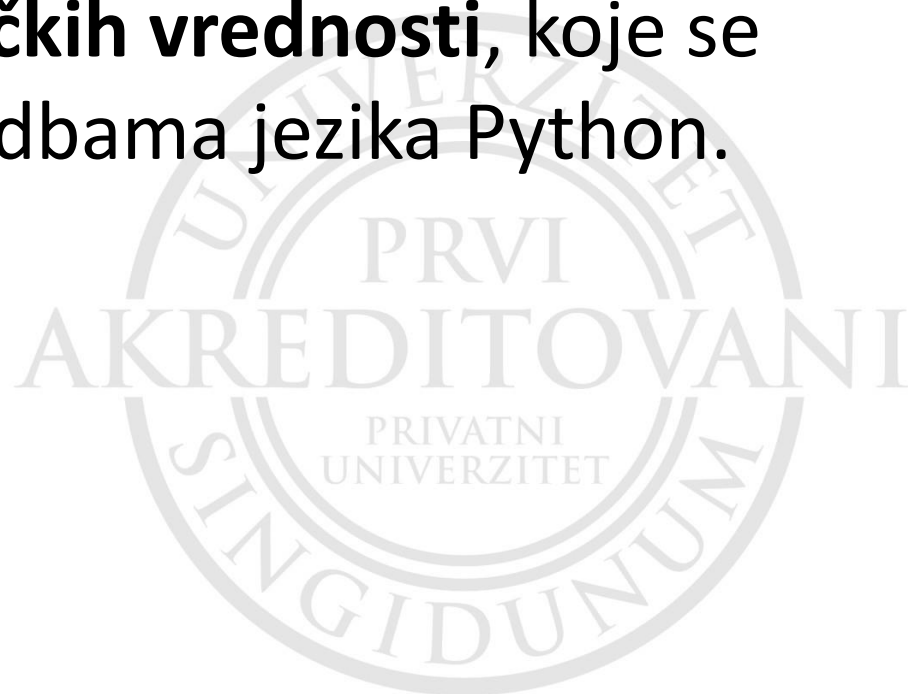 čkih vrednosti, koje se
dbama jezika Python.
UNIVERZITET
PRVI
AKREDITOVANI
PRIVATNI
UNIVERZITET
SINGIDUNUM